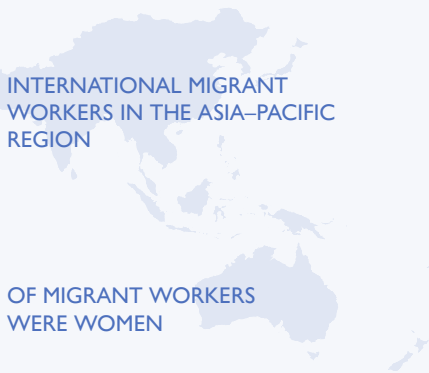 INTERNATIONAL MIGRANT
WORKERS IN THE ASIA–PACIFIC
REGION
OF MIGRANT WORKERS
WERE WOMEN